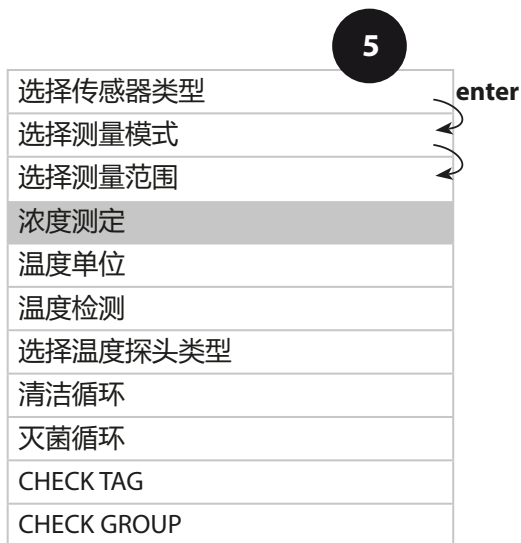 5
选择传感器类型 enter
选择测量模式
选择测量范围
浓度测定
温度单位
温度检测
选择温度探头类型
清洁循环
灭菌循环
CHECK TAG
CHECK GROUP